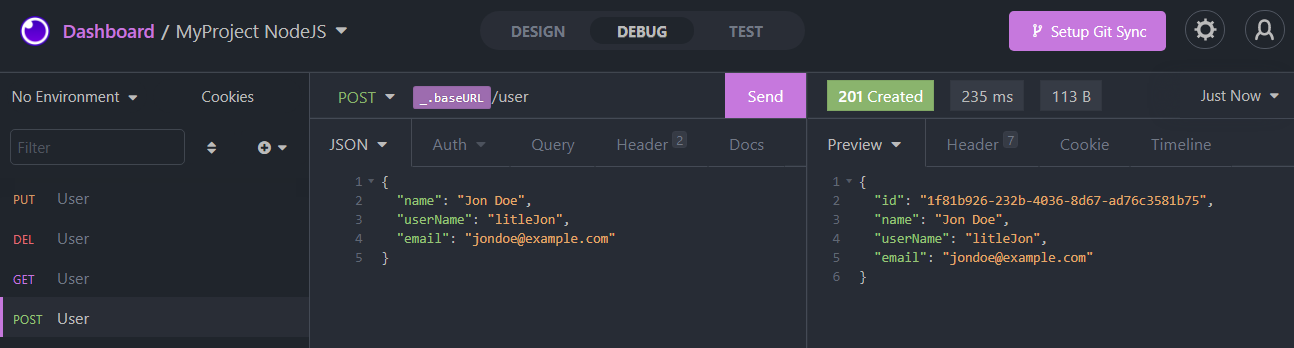 Dashboard / MyProject NodeJS
DESIGN DEBUG TEST
Setup Git Sync
No Environment Cookies
Filter
PUT User
DEL User
GET User
POST User
POST _.baseURL/user Send
JSON Auth Query Header 2 Docs
1 {
2 "name": "Jon Doe",
3 "userName": "litleJon",
4 "email": "jondoe@example.com"
5 }
201 Created 235 ms 113 B Just Now
Preview Header 7 Cookie Timeline
1 {
2 "id": "1f81b926-232b-4036-8d67-ad76c3581b75",
3 "name": "Jon Doe",
4 "userName": "litleJon",
5 "email": "jondoe@example.com"
6 }